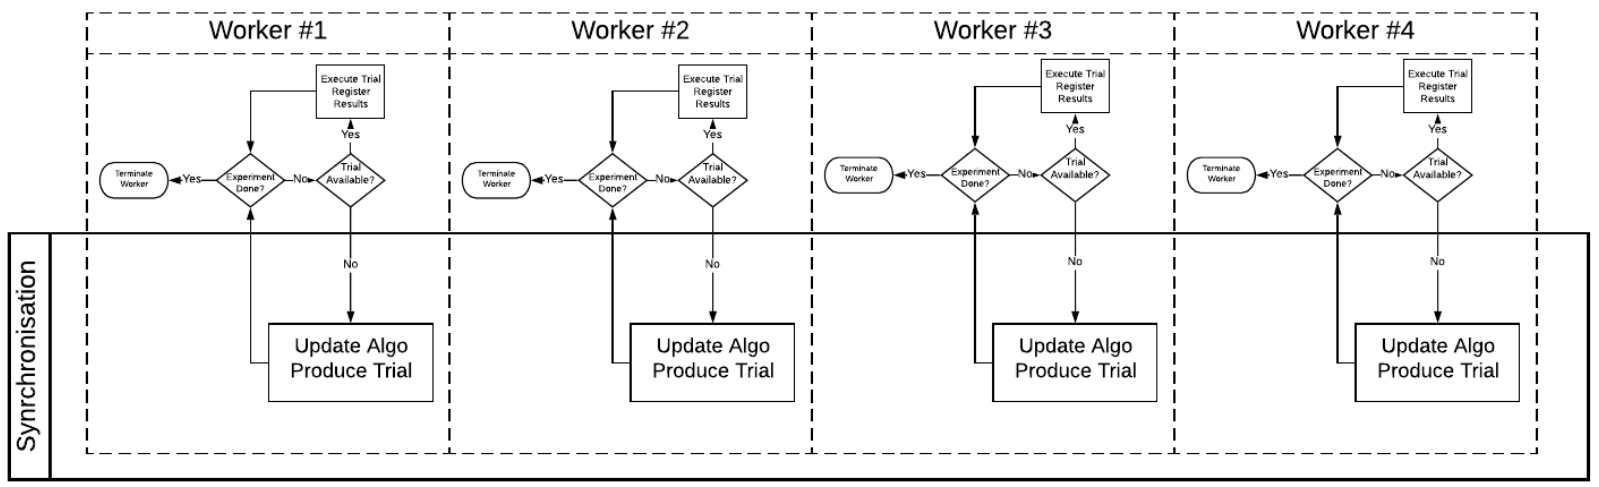 Worker #1
Worker #2
Worker #3
Worker #4
Execute Trial
Register
Results
Yes
Trial
Available?
No
Experiment
Done?
Yes
Terminate
Worker
No
Update Algo
Produce Trial
Execute Trial
Register
Results
Yes
Trial
Available?
No
Experiment
Done?
Yes
Terminate
Worker
No
Update Algo
Produce Trial
Execute Trial
Register
Results
Yes
Trial
Available?
No
Experiment
Done?
Yes
Terminate
Worker
No
Update Algo
Produce Trial
Execute Trial
Register
Results
Yes
Trial
Available?
No
Experiment
Done?
Yes
Terminate
Worker
No
Update Algo
Produce Trial
Synrchronisation